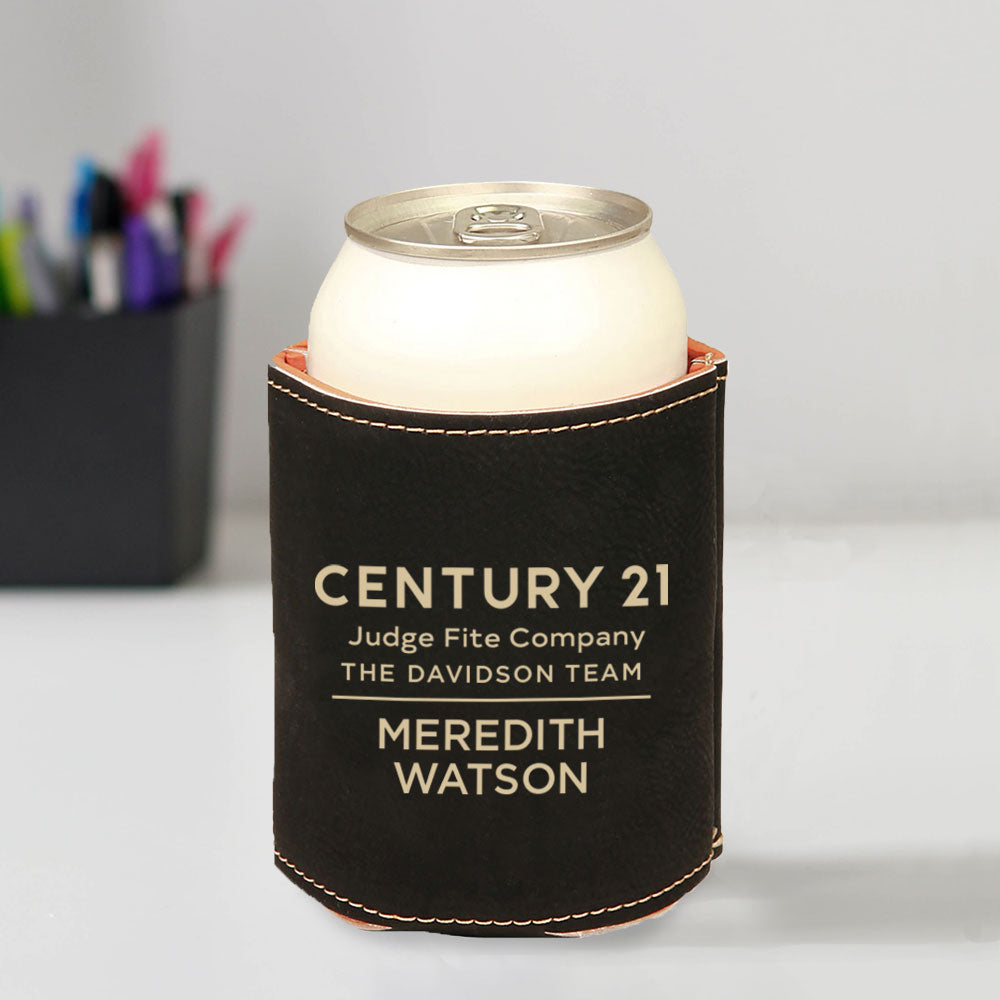 CENTURY 21
Judge Fite Company
THE DAVIDSON TEAM
MEREDITH
WATSON